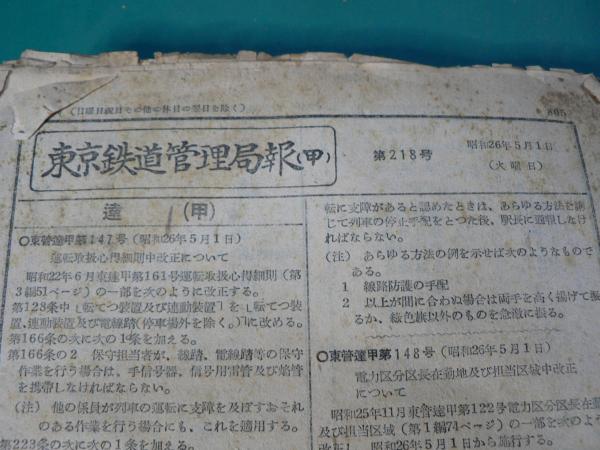 (日曜日祝日その他の休日の翌日を除く)
805
東京鉄道管理局報(甲)
第218号
昭和26年5月1日
(火曜日)
達 (甲)
○東管達甲第147号(昭和26年5月1日)
運転取扱心得細則中改正について
昭和22年6月東達甲第161号運転取扱心得細則(第
3編51ページ)の一部を次のように改正する。
第128条中「転てつ装置及び連動装置」を「転てつ装
置、連動装置及び電線路(停車場外を除く。)」に改める。
第166条の次に次の1条を加える。
第166条の2 保守担当者が、線路、電線路等の保守
作業を行う場合は、手信号器、信号用雷管及び焔管
を携帯しなければならない。
(注) 他の係員が列車の運転に支障を及ぼすおそれ
のある作業を行う場合にも、これを適用する。
第223条の次に次の1条を加える。
転に支障があると認めたときは、あらゆる方法を講
じて列車の停止手配をとつた後、駅長に通報しなけ
ればならない。
(注) あらゆる方法の例を示せば次のようなもので
ある。
1 線路防護の手配
2 以上が間に合わぬ場合は両手を高く揚げて振
るか、緑色旗以外のものを急激に振る。
○東管達甲第148号(昭和26年5月1日)
電力区分区長在勤地及び担当区域中改正
について
昭和25年11月東管達甲第122号電力区分区長在勤
及び担当区域(第1編74ページ)の一部を次のよ
改正し、昭和26年5月1日から施行する。